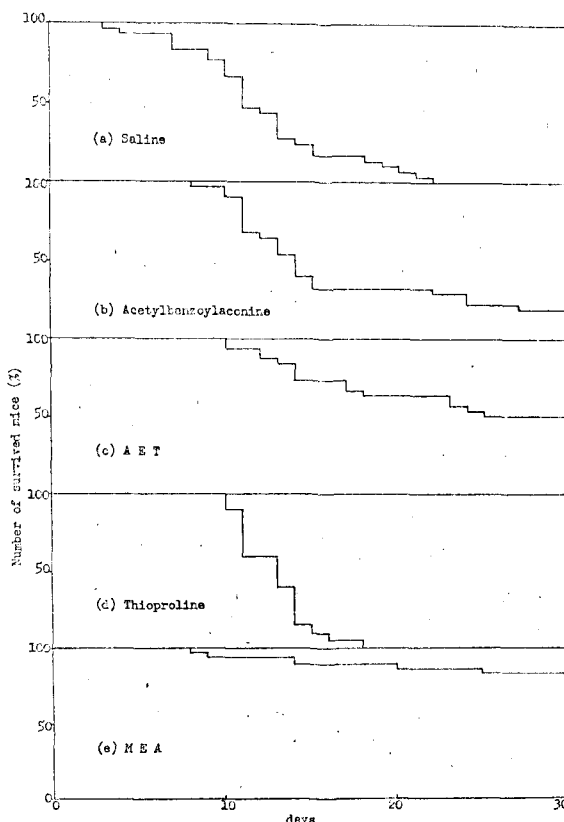 100
50
(a) Saline
100
50
(b) Acetylbenzoylaconine
100
50
(c) A E T
100
50
(d) Thioproline
100
50
(e) M E A
0
0
10
20
30
days
Number of survived mice (%)